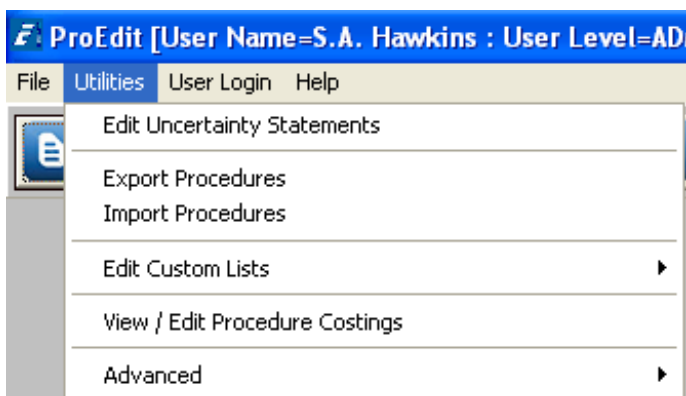 ProEdit [User Name=S.A. Hawkins : User Level=AD
File Utilities User Login Help
Edit Uncertainty Statements
Export Procedures
Import Procedures
Edit Custom Lists
View / Edit Procedure Costings
Advanced